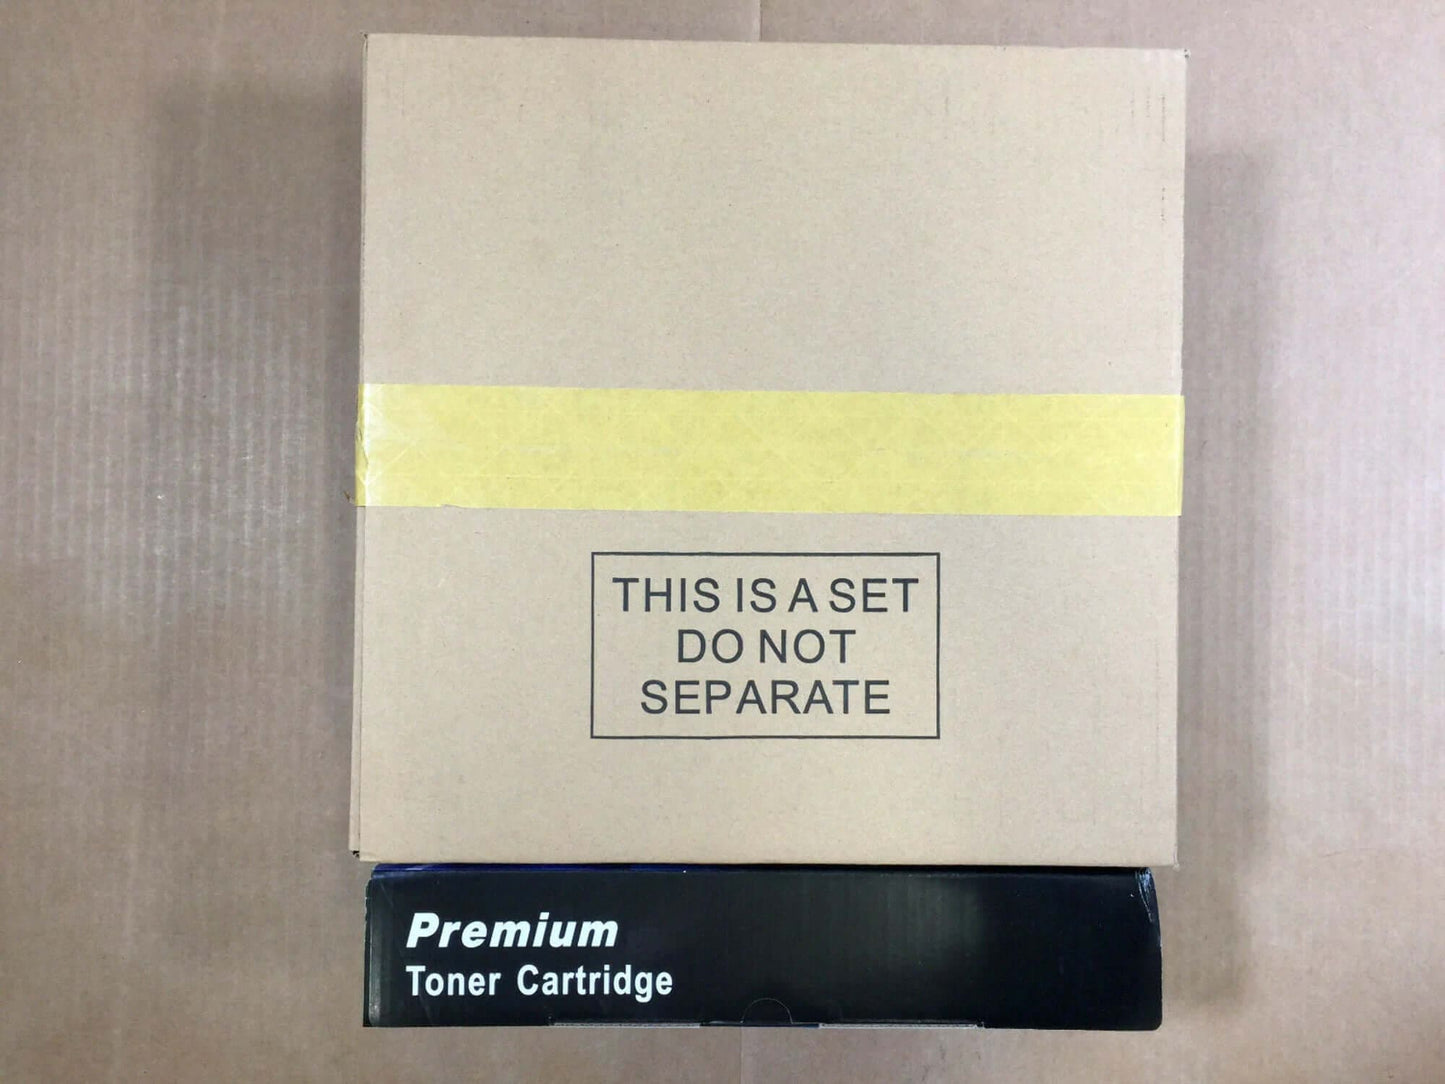 THIS IS A SET
DO NOT
SEPARATE
Premium
Toner Cartridge